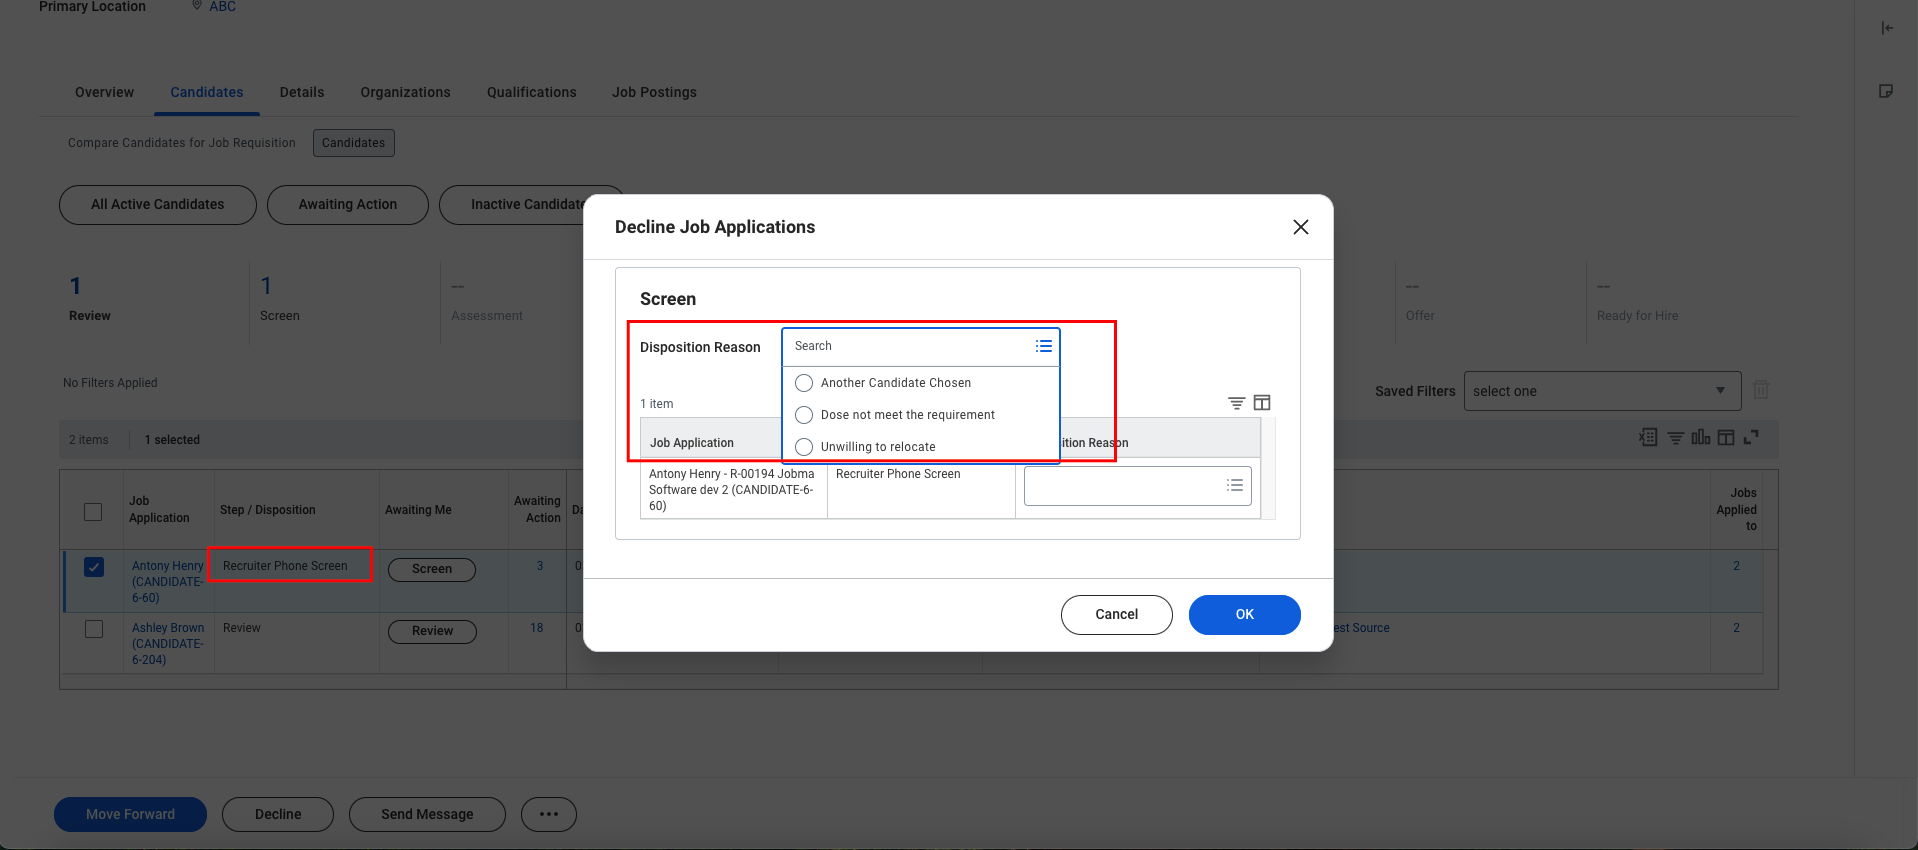 Primary Location ABC
Overview Candidates Details Organizations Qualifications Job Postings
Compare Candidates for Job Requisition Candidates
All Active Candidates Awaiting Action Inactive Candidate
1
Review
1
Screen
--
Assessment
--
Offer
--
Ready for Hire
No Filters Applied
Saved Filters select one
2 items 1 selected
Job
Application
Step / Disposition
Awaiting Me
Awaiting
Action
Da
Jobs
Applied
to
Antony Henry
(CANDIDATE-
6-60)
Recruiter Phone Screen
Screen
3
0
2
Ashley Brown
(CANDIDATE-
6-204)
Review
Review
18
0
est Source
2
Decline Job Applications
Screen
Disposition Reason Search
Another Candidate Chosen
Dose not meet the requirement
Unwilling to relocate
1 item
Job Application
ition Reason
Antony Henry - R-00194 Jobma
Software dev 2 (CANDIDATE-6-
60)
Recruiter Phone Screen
Cancel OK
Move Forward Decline Send Message